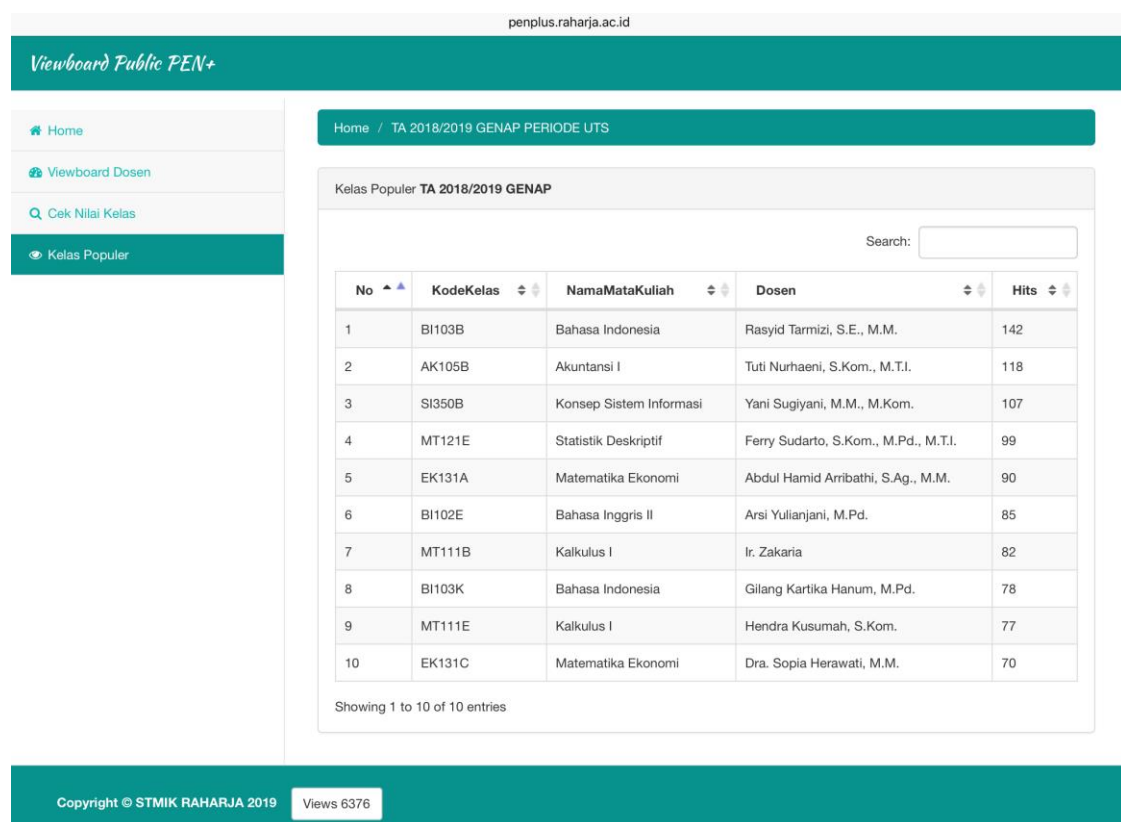 penplus.raharja.ac.id
Viewboard Public PEN+
Home
Viewboard Dosen
Cek Nilai Kelas
Kelas Populer
Home / TA 2018/2019 GENAP PERIODE UTS
Kelas Populer TA 2018/2019 GENAP
Search:
No KodeKelas NamaMataKuliah Dosen Hits
1 BI103B Bahasa Indonesia Rasyid Tarmizi, S.E., M.M. 142
2 AK105B Akuntansi I Tuti Nurhaeni, S.Kom., M.T.I. 118
3 SI350B Konsep Sistem Informasi Yani Sugiyani, M.M., M.Kom. 107
4 MT121E Statistik Deskriptif Ferry Sudarto, S.Kom., M.Pd., M.T.I. 99
5 EK131A Matematika Ekonomi Abdul Hamid Arribathi, S.Ag., M.M. 90
6 BI102E Bahasa Inggris II Arsi Yulianjani, M.Pd. 85
7 MT111B Kalkulus I Ir. Zakaria 82
8 BI103K Bahasa Indonesia Gilang Kartika Hanum, M.Pd. 78
9 MT111E Kalkulus I Hendra Kusumah, S.Kom. 77
10 EK131C Matematika Ekonomi Dra. Sopia Herawati, M.M. 70
Showing 1 to 10 of 10 entries
Copyright © STMIK RAHARJA 2019 Views 6376